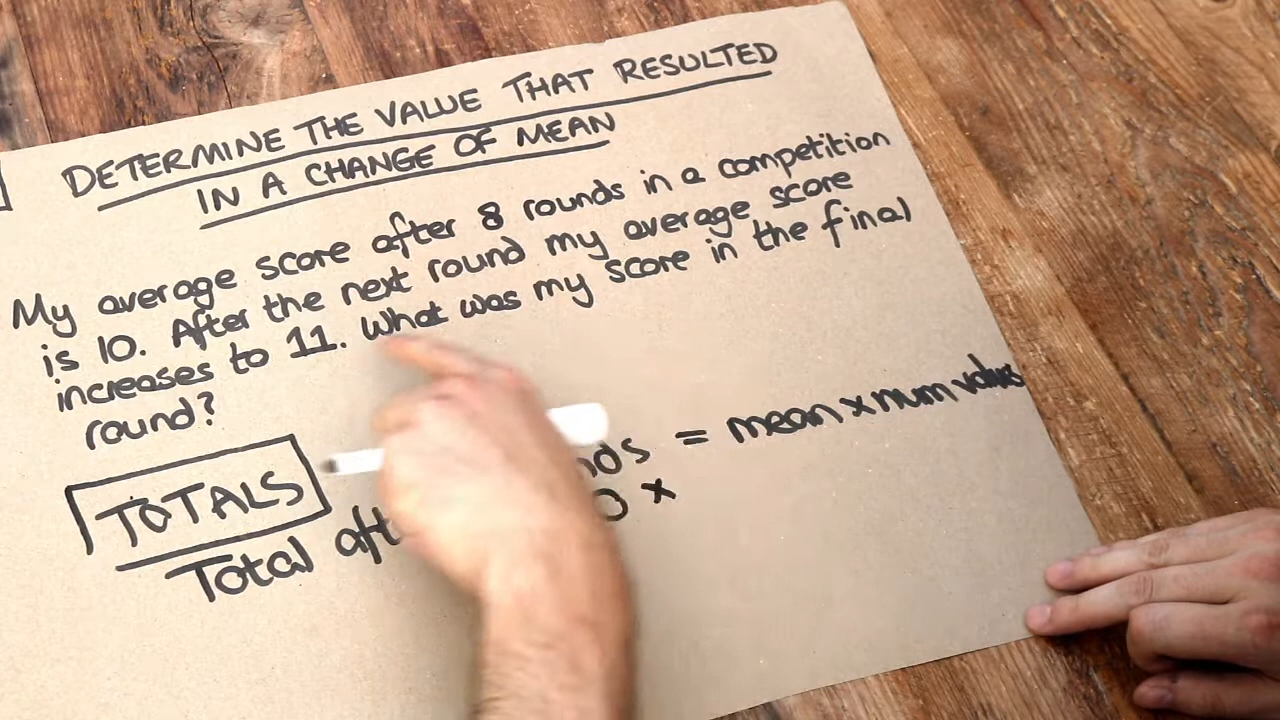 DETERMINE THE VALUE THAT RESULTED
IN A CHANGE OF MEAN
My average score after 8 rounds in a competition
is 10. After the next round my average score
increases to 11. What was my score in the final
round?
TOTALS
Total = mean x num values
x